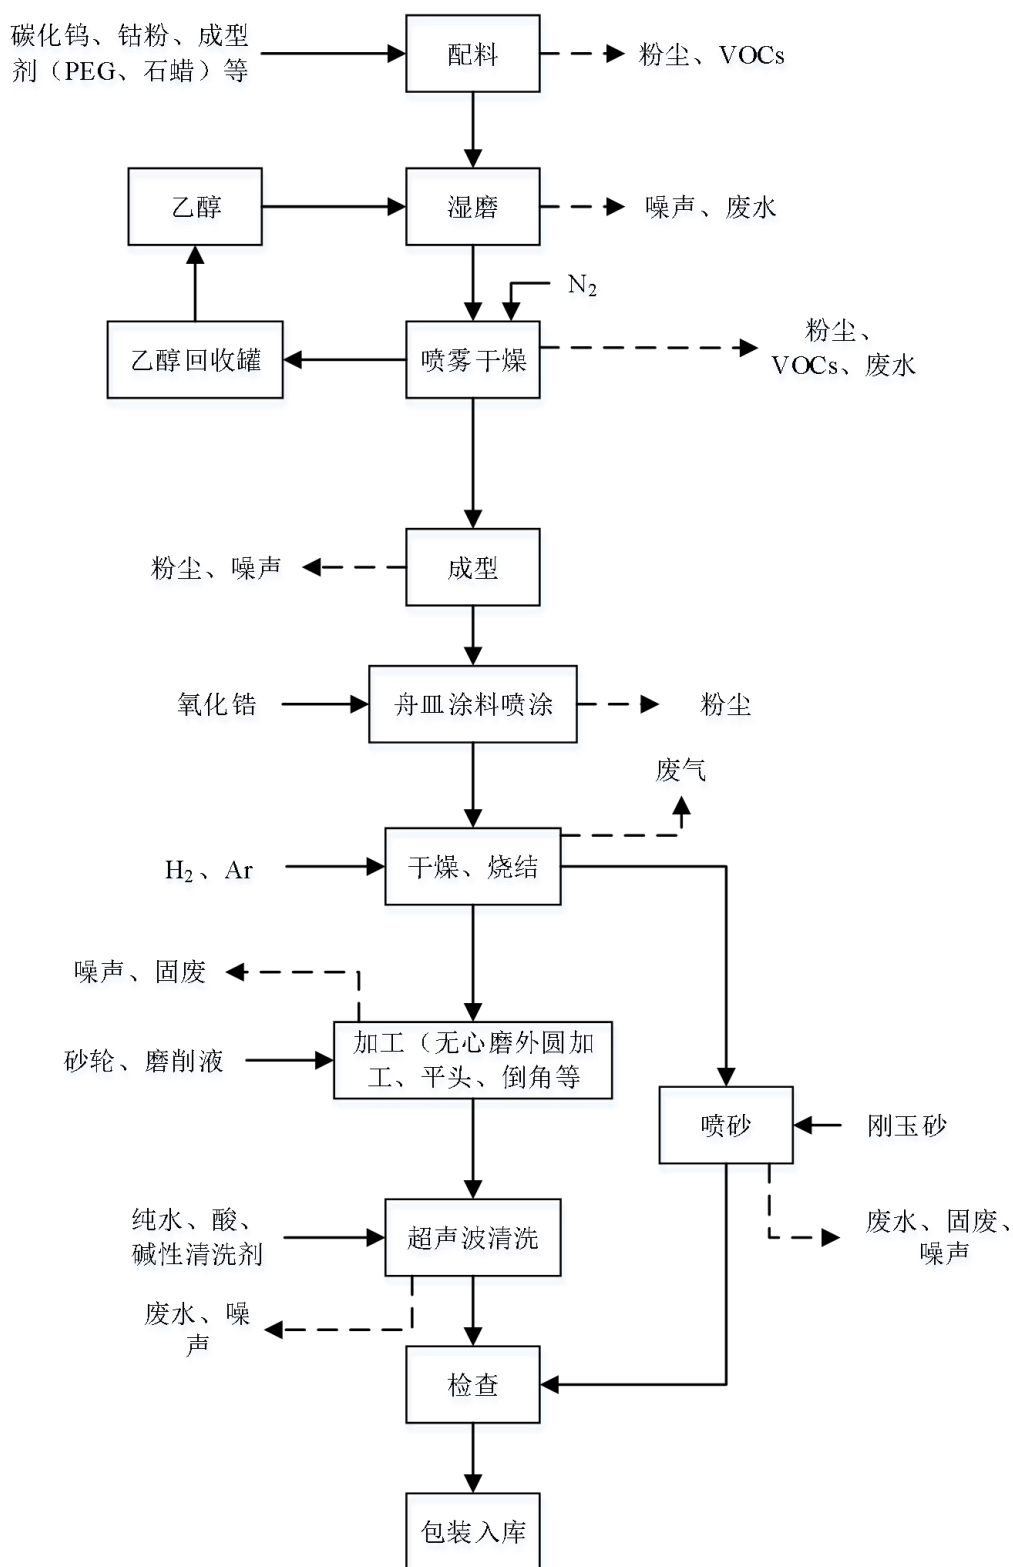 碳化钨、钴粉、成型
剂（PEG、石蜡）等
配料
粉尘、VOCs
乙醇
湿磨
噪声、废水
N₂
乙醇回收罐
喷雾干燥
粉尘、
VOCs、废水
粉尘、噪声
成型
氧化锆
舟皿涂料喷涂
粉尘
废气
H₂、Ar
干燥、烧结
噪声、固废
砂轮、磨削液
加工（无心磨外圆加
工、平头、倒角等
喷砂
刚玉砂
纯水、酸、
碱性清洗剂
超声波清洗
废水、固废、
噪声
废水、噪
声
检查
包装入库